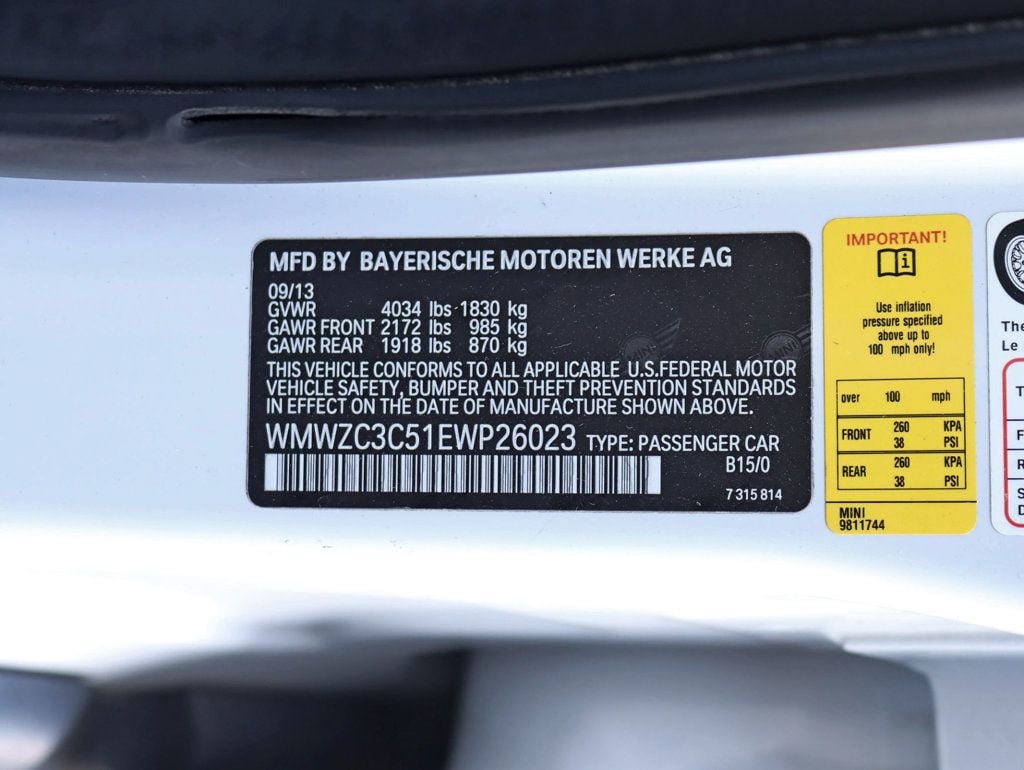 MFD BY BAYERISCHE MOTOREN WERKE AG
09/13
GVWR 4034 lbs 1830 kg
GAWR FRONT 2172 lbs 985 kg
GAWR REAR 1918 lbs 870 kg
THIS VEHICLE CONFORMS TO ALL APPLICABLE U.S.FEDERAL MOTOR
VEHICLE SAFETY, BUMPER AND THEFT PREVENTION STANDARDS
IN EFFECT ON THE DATE OF MANUFACTURE SHOWN ABOVE.
WMWZC3C51EWP26023 TYPE: PASSENGER CAR
B15/0
7 315 814
IMPORTANT!
Use inflation
pressure specified
above up to
100 mph only!
over 100 mph
FRONT 260 KPA
38 PSI
REAR 260 KPA
38 PSI
MINI
9811744
The
Le